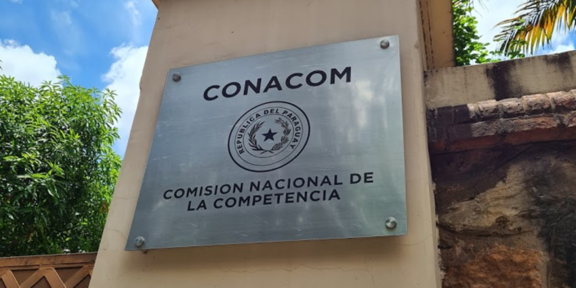 CONACOM
REPUBLICA DEL PARAGUAY
COMISION NACIONAL DE
LA COMPETENCIA